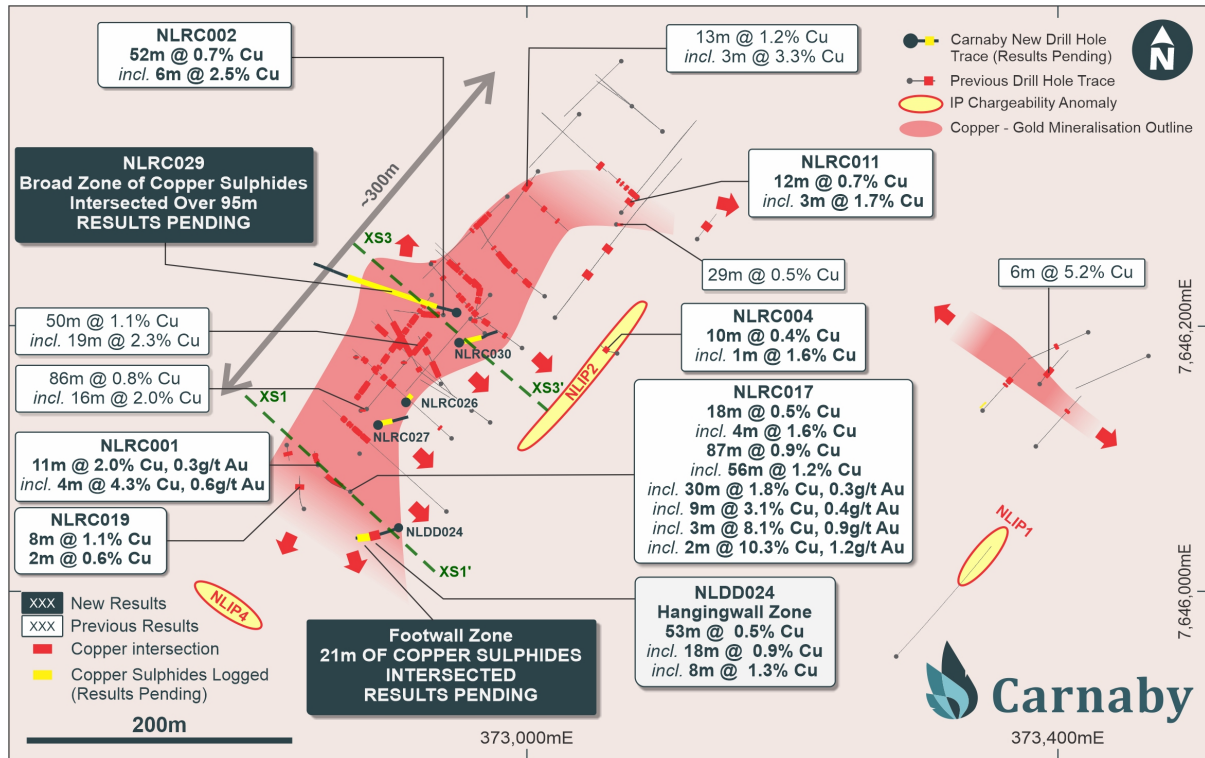 NLRC002
52m @ 0.7% Cu
incl. 6m @ 2.5% Cu
13m @ 1.2% Cu
incl. 3m @ 3.3% Cu
Carnaby New Drill Hole
Trace (Results Pending)
Previous Drill Hole Trace
IP Chargeability Anomaly
Copper - Gold Mineralisation Outline
N
NLRC029
Broad Zone of Copper Sulphides
Intersected Over 95m
RESULTS PENDING
~300m
NLRC011
12m @ 0.7% Cu
incl. 3m @ 1.7% Cu
XS3
29m @ 0.5% Cu
6m @ 5.2% Cu
50m @ 1.1% Cu
incl. 19m @ 2.3% Cu
NLRC004
10m @ 0.4% Cu
incl. 1m @ 1.6% Cu
7,646,200mE
NLRC030
86m @ 0.8% Cu
incl. 16m @ 2.0% Cu
XS3'
NLIP2
XS1
NLRC026
NLRC027
NLRC017
18m @ 0.5% Cu
incl. 4m @ 1.6% Cu
87m @ 0.9% Cu
incl. 56m @ 1.2% Cu
incl. 30m @ 1.8% Cu, 0.3g/t Au
incl. 9m @ 3.1% Cu, 0.4g/t Au
incl. 3m @ 8.1% Cu, 0.9g/t Au
incl. 2m @ 10.3% Cu, 1.2g/t Au
NLRC001
11m @ 2.0% Cu, 0.3g/t Au
incl. 4m @ 4.3% Cu, 0.6g/t Au
NLRC019
8m @ 1.1% Cu
2m @ 0.6% Cu
NLDD024
XS1'
NLIP1
NLIP4
7,646,000mE
NLDD024
Hangingwall Zone
53m @ 0.5% Cu
incl. 18m @ 0.9% Cu
incl. 8m @ 1.3% Cu
XXX New Results
XXX Previous Results
Copper intersection
Copper Sulphides Logged
(Results Pending)
Footwall Zone
21m OF COPPER SULPHIDES
INTERSECTED
RESULTS PENDING
Carnaby
200m
373,000mE
373,400mE